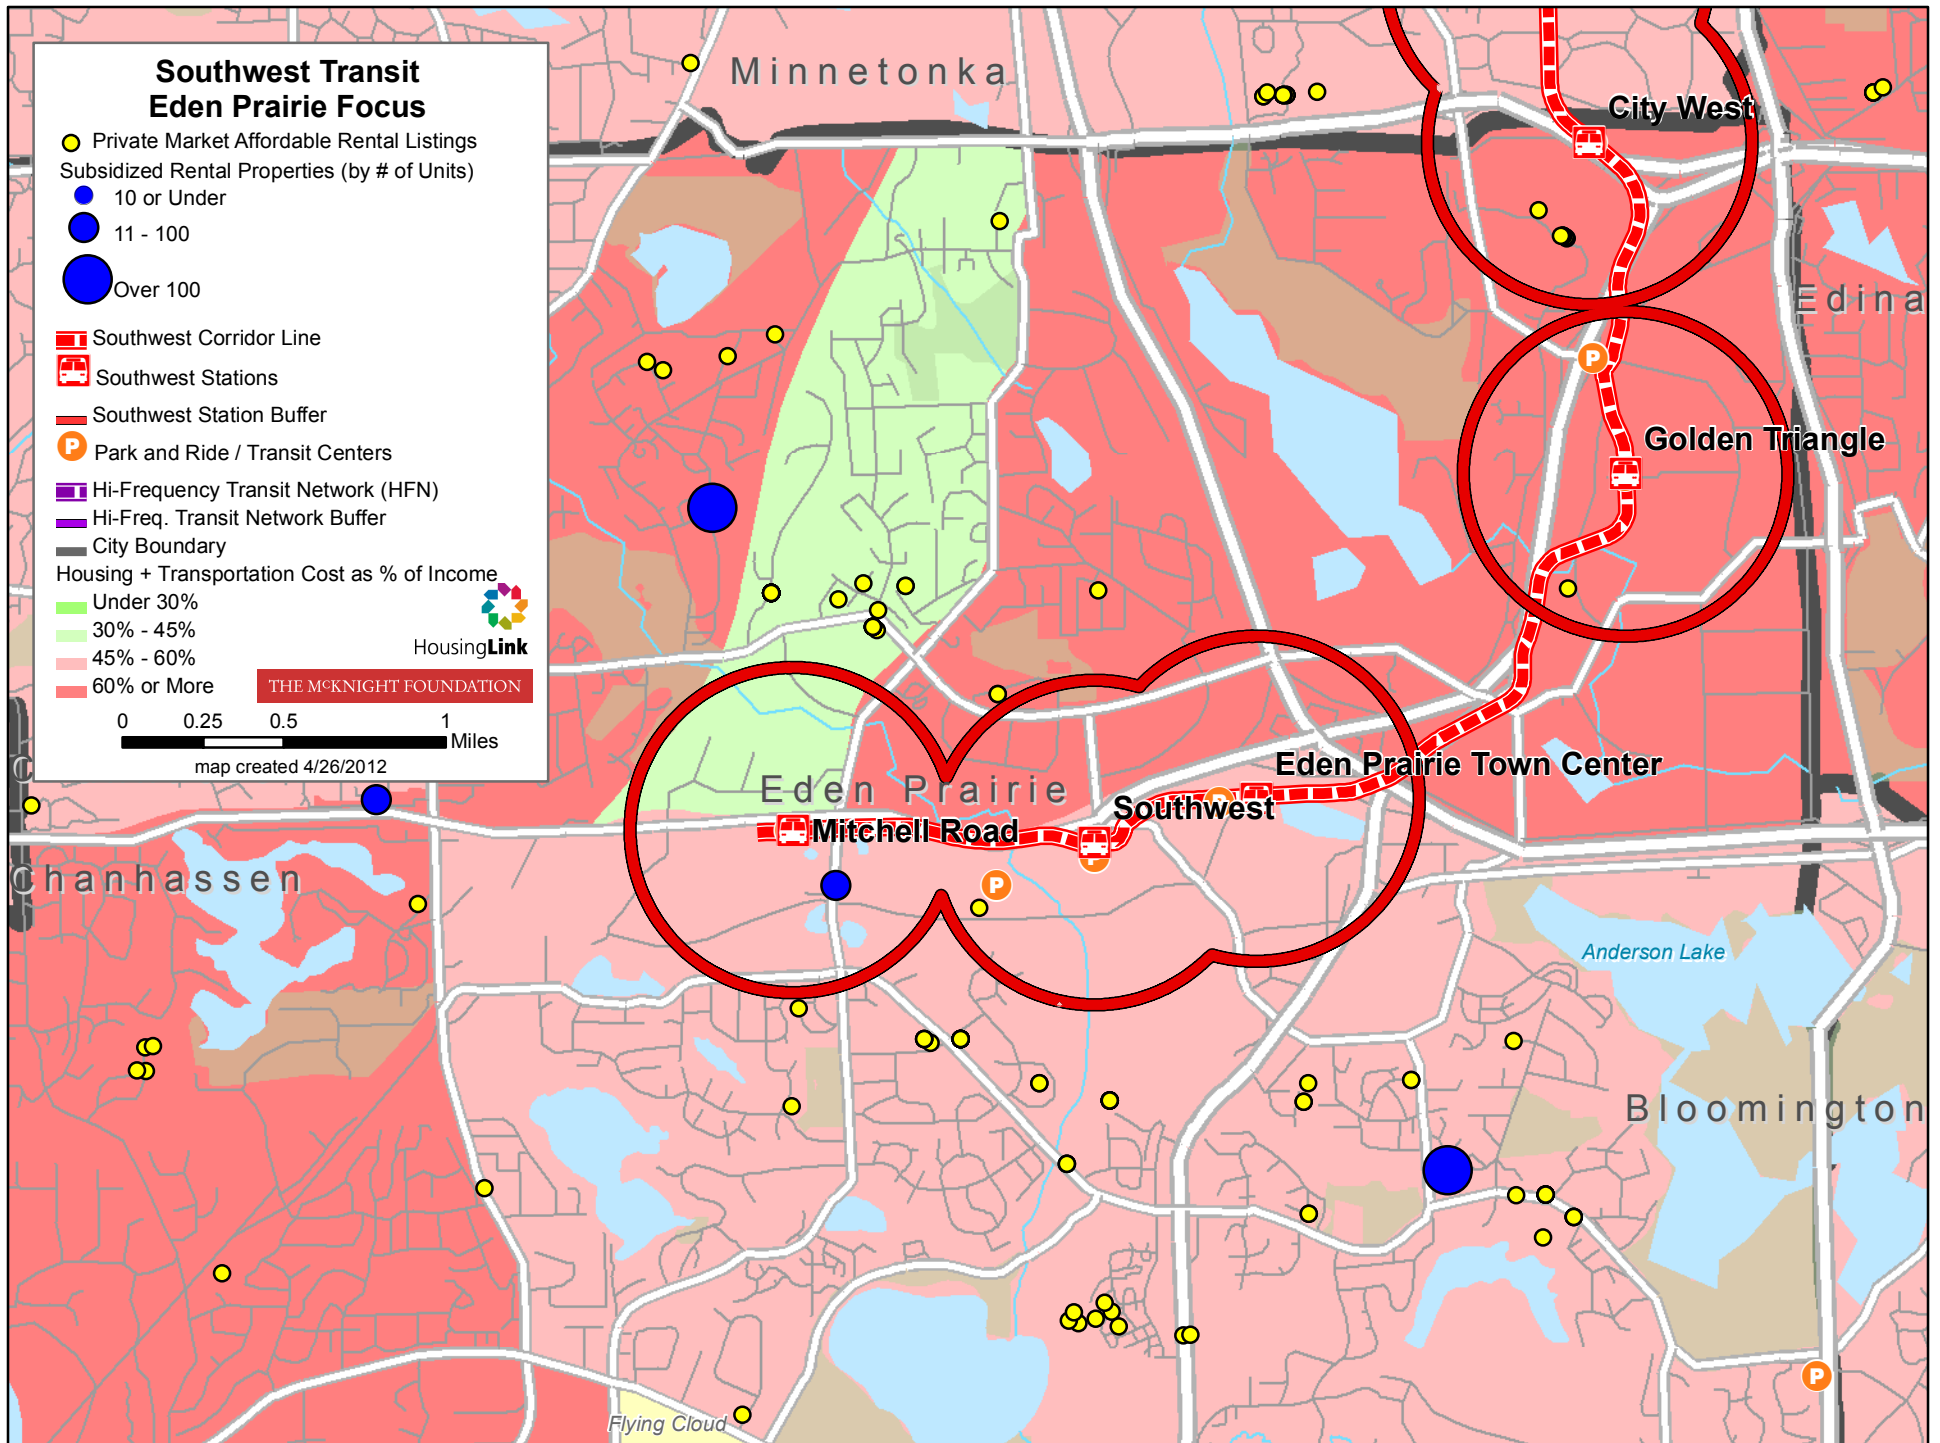 Southwest Transit
Eden Prairie Focus
Private Market Affordable Rental Listings
Subsidized Rental Properties (by # of Units)
10 or Under
11 - 100
Over 100
Southwest Corridor Line
Southwest Stations
Southwest Station Buffer
P Park and Ride / Transit Centers
Hi-Frequency Transit Network (HFN)
Hi-Freq. Transit Network Buffer
City Boundary
Housing + Transportation Cost as % of Income
Under 30%
30% - 45%
45% - 60%
60% or More
HousingLink
THE McKNIGHT FOUNDATION
0 0.25 0.5 1
Miles
map created 4/26/2012
Minnetonka
City West
Edina
P
Golden Triangle
Eden Prairie Town Center
Eden Prairie
P
Southwest
Mitchell Road
P
P
Chanhassen
Anderson Lake
Bloomington
P
Flying Cloud